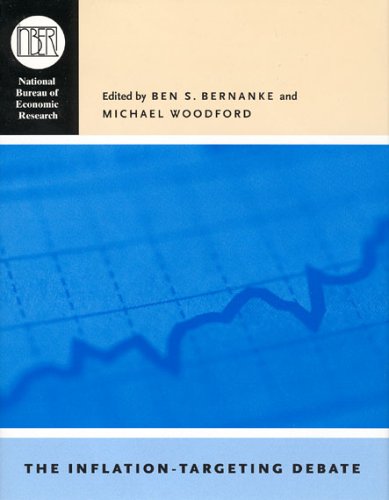 NBER
National
Bureau of
Economic
Research
Edited by BEN S. BERNANKE and
MICHAEL WOODFORD
THE INFLATION-TARGETING DEBATE